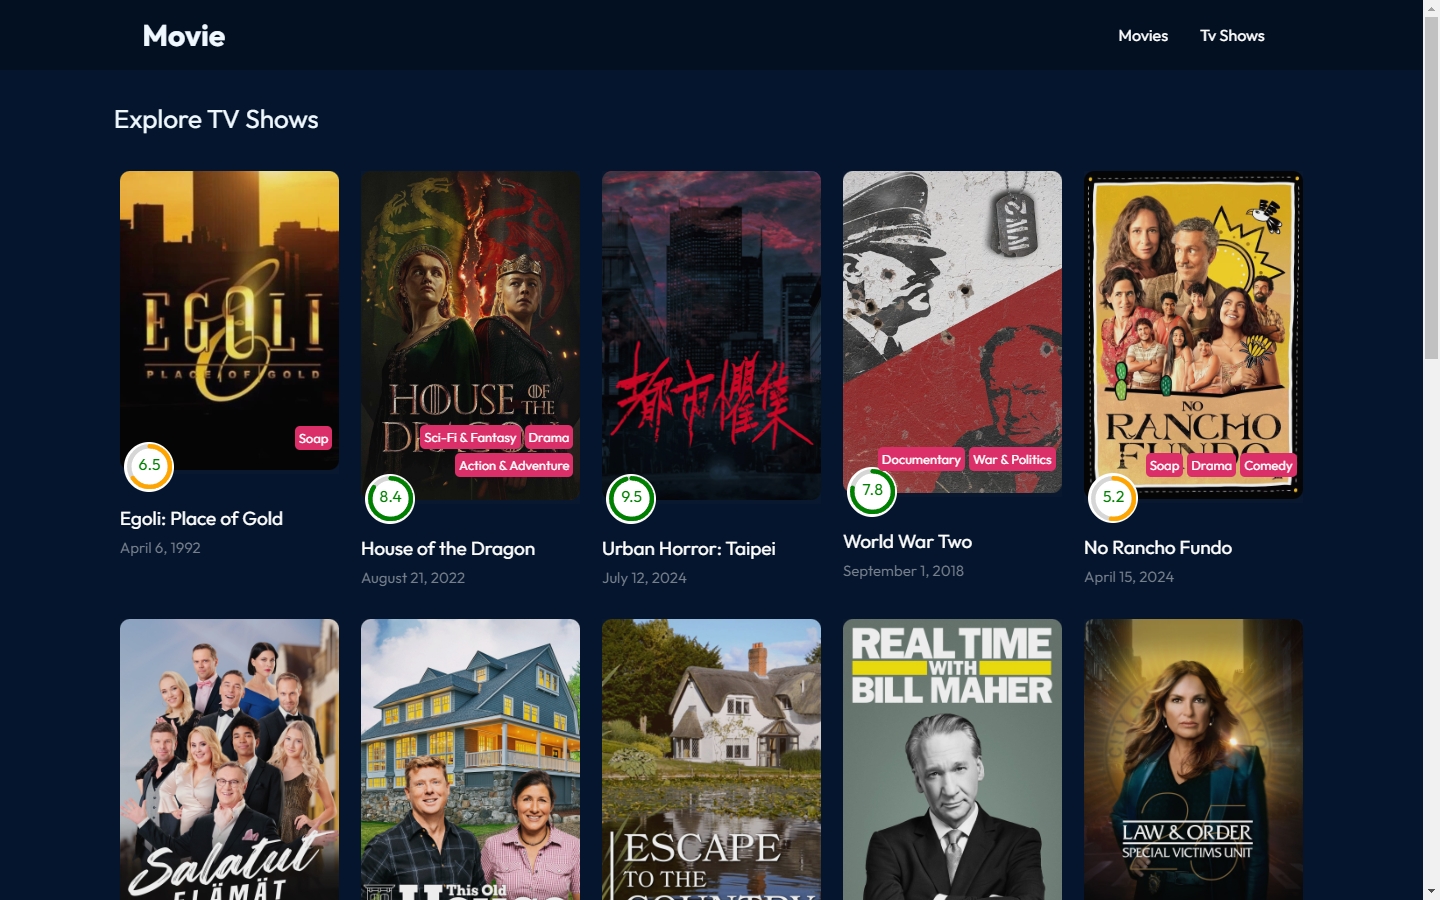 Movie
Movies
Tv Shows
Explore TV Shows
EGOLI
PLACE OF GOLD
Soap
6.5
Egoli: Place of Gold
April 6, 1992
HOUSE OF THE
DRAGON
Sci-Fi & Fantasy
Drama
Action & Adventure
8.4
House of the Dragon
August 21, 2022
都市懼集
9.5
Urban Horror: Taipei
July 12, 2024
WW2
Documentary
War & Politics
7.8
World War Two
September 1, 2018
NO
RANCHO
FUNDO
Soap
Drama
Comedy
5.2
No Rancho Fundo
April 15, 2024
Salatut
ELÄMÄT
This Old
ESCAPE
TO THE
COUNTRY
REAL TIME
WITH
BILL MAHER
25
LAW & ORDER
SPECIAL VICTIMS UNIT